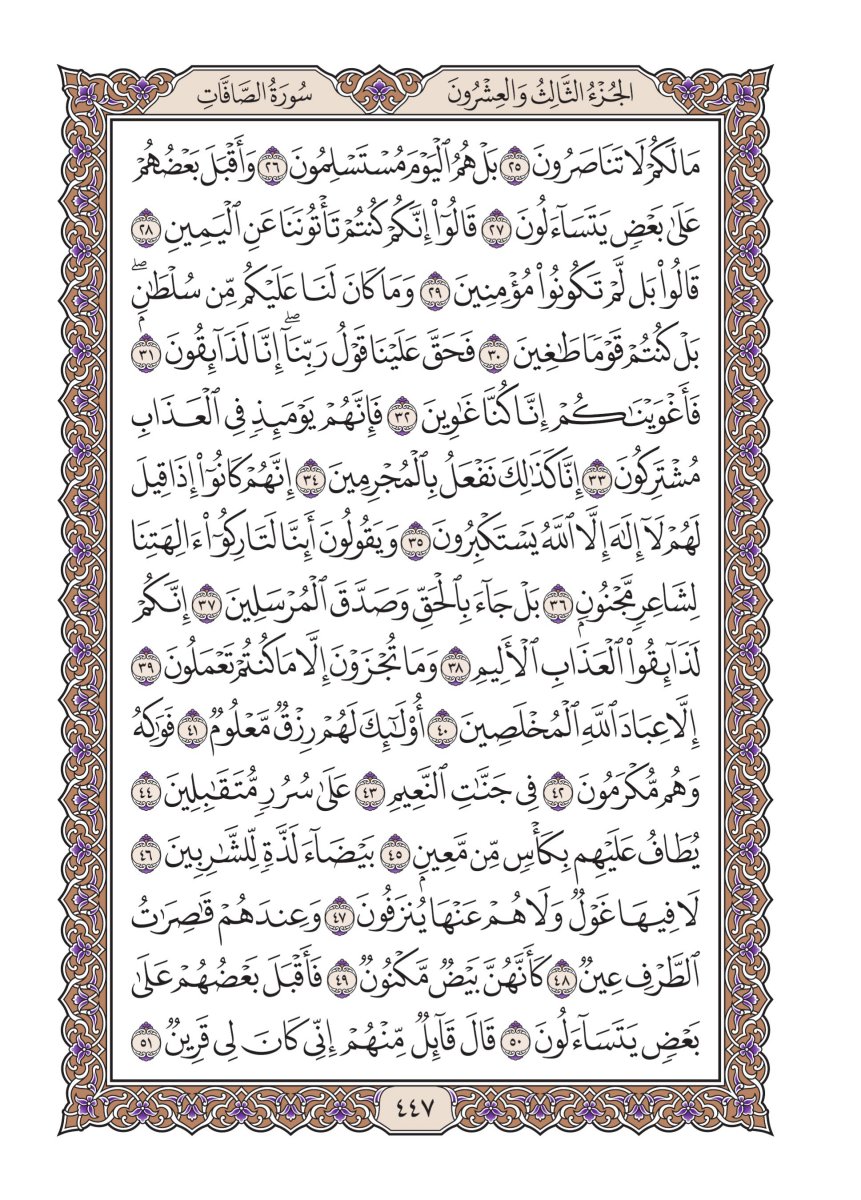 الجُزْءُ الثَّالِثُ وَالعِشْرُونَ
سُورَةُ الصَّافَّاتِ
مَا لَكُمْ لَا تَنَاصَرُونَ ٢٥ بَلْ هُمُ ٱلْيَوْمَ مُسْتَسْلِمُونَ ٢٦ وَأَقْبَلَ بَعْضُهُمْ
عَلَىٰ بَعْضٍ يَتَسَآءَلُونَ ٢٧ قَالُوٓا۟ إِنَّكُمْ كُنتُمْ تَأْتُونَنَا عَنِ ٱلْيَمِينِ ٢٨
قَالُوا۟ بَل لَّمْ تَكُونُوا۟ مُؤْمِنِينَ ٢٩ وَمَا كَانَ لَنَا عَلَيْكُم مِّن سُلْطَٰنٍۭ ۖ
بَلْ كُنتُمْ قَوْمًا طَٰغِينَ ٣٠ فَحَقَّ عَلَيْنَا قَوْلُ رَبِّنَآ ۖ إِنَّا لَذَآئِقُونَ ٣١
فَأَغْوَيْنَٰكُمْ إِنَّا كُنَّا غَٰوِينَ ٣٢ فَإِنَّهُمْ يَوْمَئِذٍ فِى ٱلْعَذَابِ
مُشْتَرِكُونَ ٣٣ إِنَّا كَذَٰلِكَ نَفْعَلُ بِٱلْمُجْرِمِينَ ٣٤ إِنَّهُمْ كَانُوٓا۟ إِذَا قِيلَ
لَهُمْ لَآ إِلَٰهَ إِلَّا ٱللَّهُ يَسْتَكْبِرُونَ ٣٥ وَيَقُولُونَ أَئِنَّا لَتَارِكُوٓا۟ ءَالِهَتِنَا
لِشَاعِرٍ مَّجْنُونٍۭ ٣٦ بَلْ جَآءَ بِٱلْحَقِّ وَصَدَّقَ ٱلْمُرْسَلِينَ ٣٧ إِنَّكُمْ
لَذَآئِقُوا۟ ٱلْعَذَابِ ٱلْأَلِيمِ ٣٨ وَمَا تُجْزَوْنَ إِلَّا مَا كُنتُمْ تَعْمَلُونَ ٣٩
إِلَّا عِبَادَ ٱللَّهِ ٱلْمُخْلَصِينَ ٤٠ أُو۟لَٰٓئِكَ لَهُمْ رِزْقٌ مَّعْلُومٌ ٤١ فَوَٰكِهُ
وَهُم مُّكْرَمُونَ ٤٢ فِى جَنَّٰتِ ٱلنَّعِيمِ ٤٣ عَلَىٰ سُرُرٍ مُّتَقَٰبِلِينَ ٤٤
يُطَافُ عَلَيْهِم بِكَأْسٍ مِّن مَّعِينٍۭ ٤٥ بَيْضَآءَ لَذَّةٍ لِّلشَّٰرِبِينَ ٤٦
لَا فِيهَا غَوْلٌ وَلَا هُمْ عَنْهَا يُنزَفُونَ ٤٧ وَعِندَهُمْ قَٰصِرَٰتُ
ٱلطَّرْفِ عِينٌ ٤٨ كَأَنَّهُنَّ بَيْضٌ مَّكْنُونٌ ٤٩ فَأَقْبَلَ بَعْضُهُمْ عَلَىٰ
بَعْضٍ يَتَسَآءَلُونَ ٥٠ قَالَ قَآئِلٌ مِّنْهُمْ إِنِّى كَانَ لِى قَرِينٌ ٥١
٤٤٧